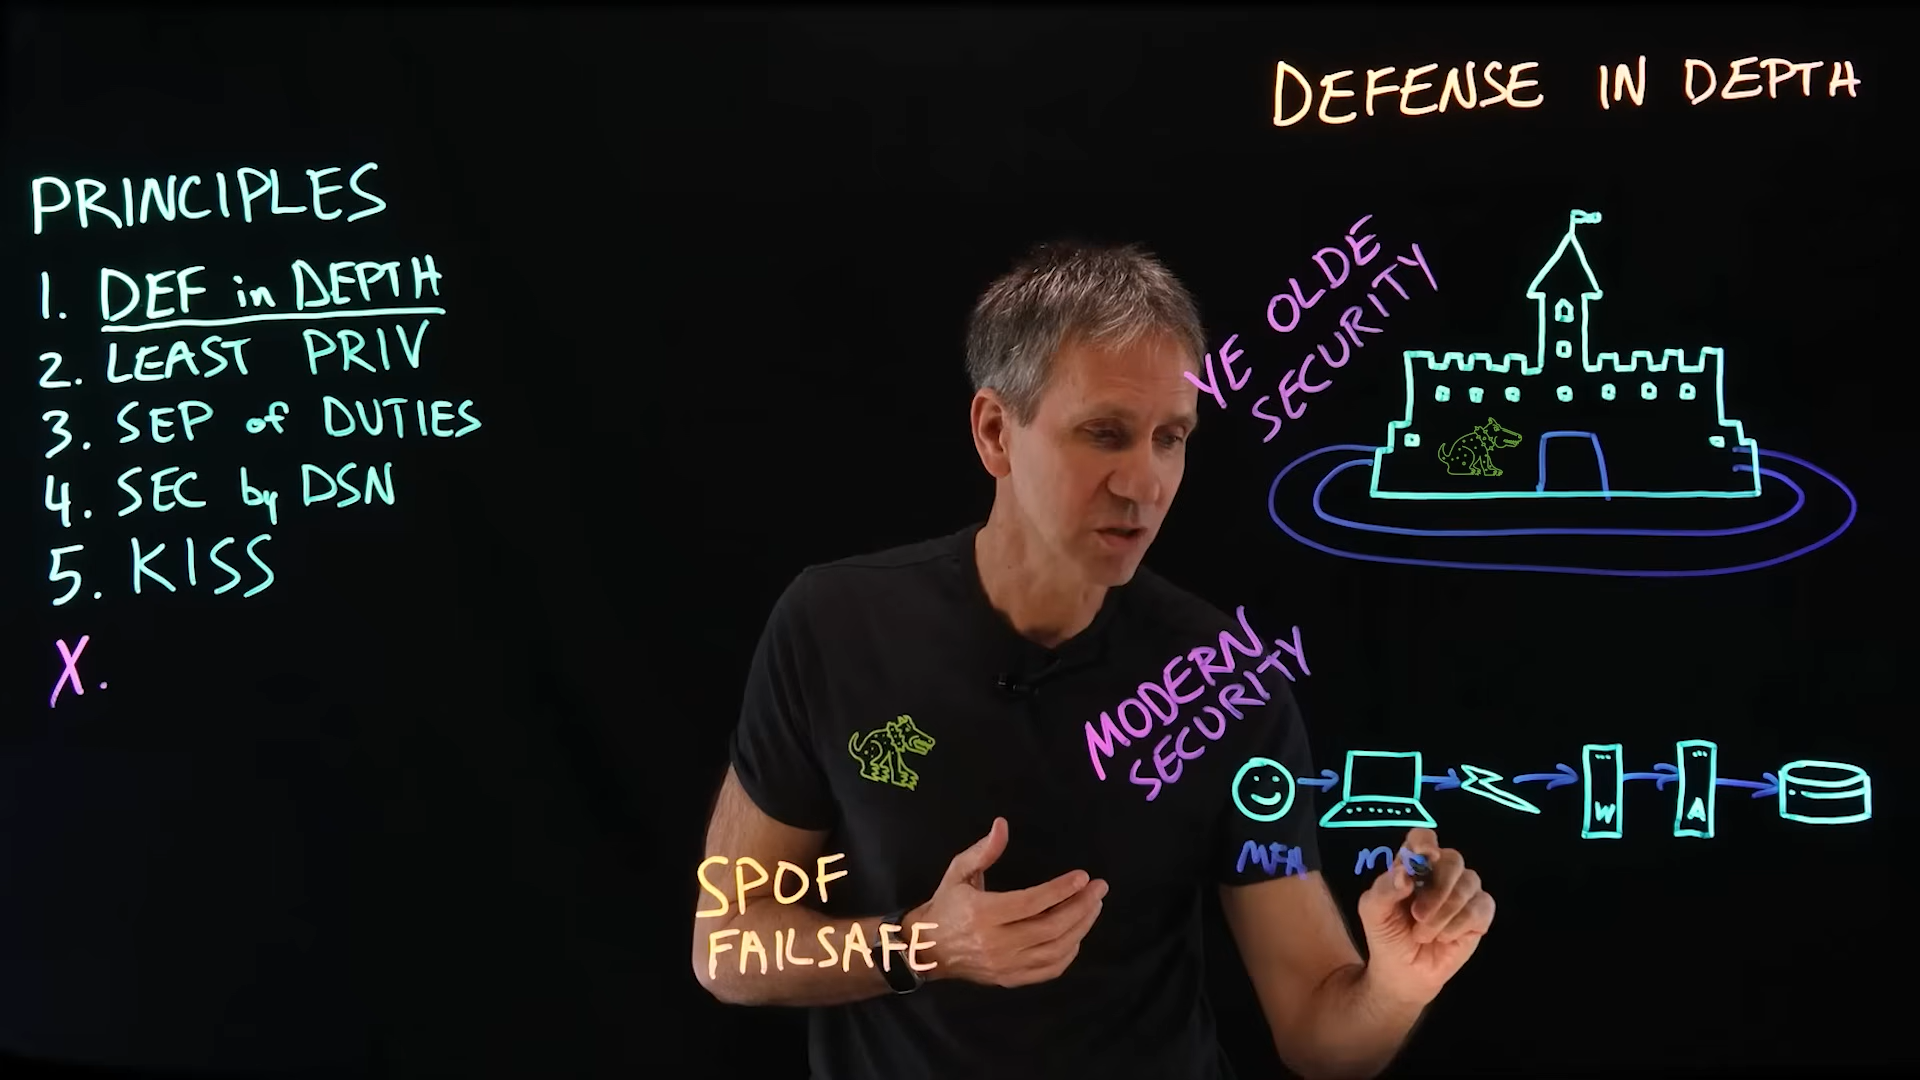 DEFENSE IN DEPTH
PRINCIPLES
1. DEF in DEPTH
2. LEAST PRIV
3. SEP of DUTIES
4. SEC by DSN
5. KISS
X.
YE OLDE
SECURITY
MODERN
SECURITY
W
A
MFA
SPOF
FAILSAFE